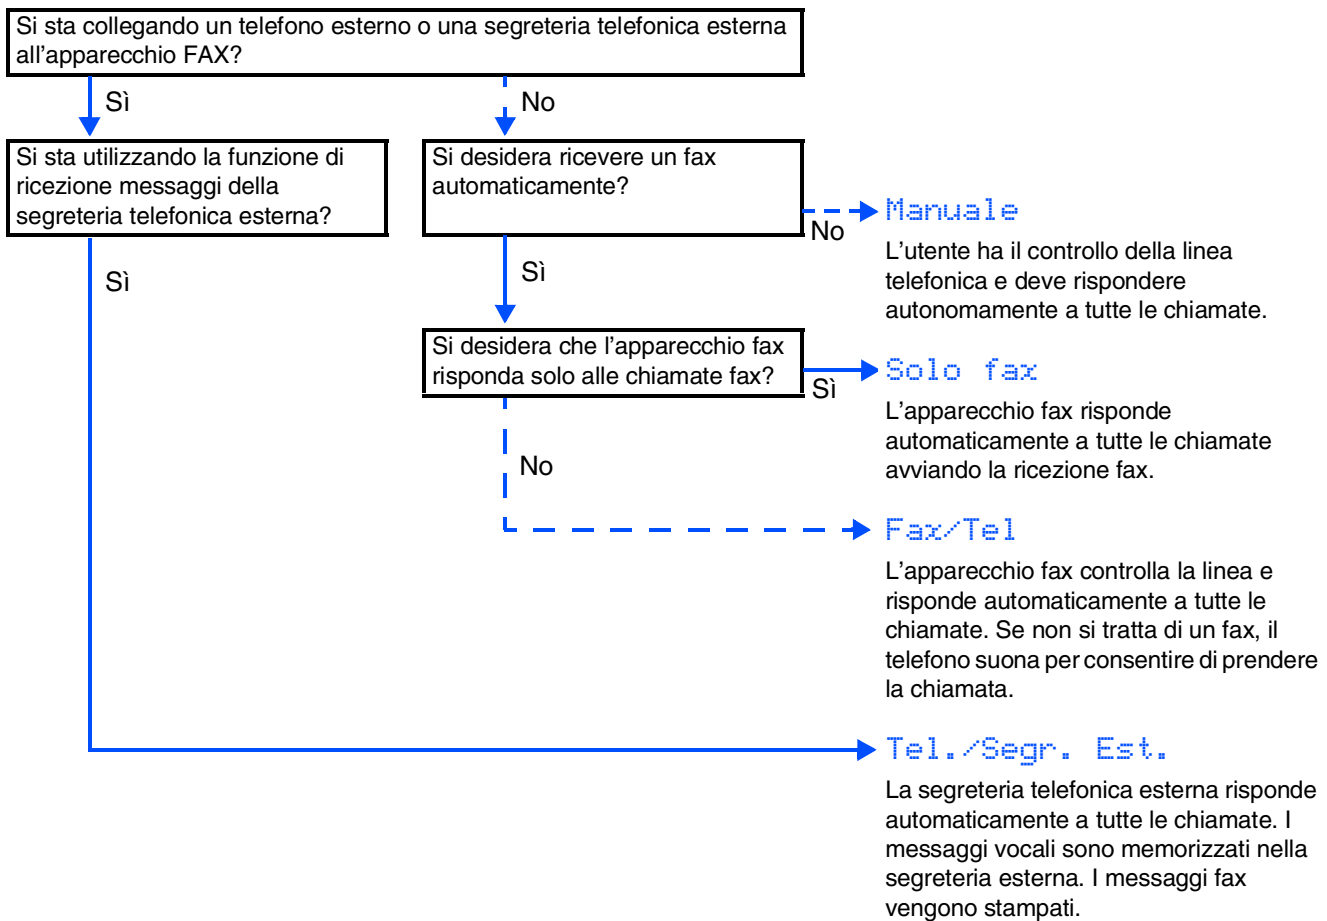 Si sta collegando un telefono esterno o una segreteria telefonica esterna
all’apparecchio FAX?
Sì
No
Si sta utilizzando la funzione di
ricezione messaggi della
segreteria telefonica esterna?
Si desidera ricevere un fax
automaticamente?
No
Manuale
L’utente ha il controllo della linea
telefonica e deve rispondere
autonomamente a tutte le chiamate.
Sì
Sì
Si desidera che l’apparecchio fax
risponda solo alle chiamate fax?
Sì
Solo fax
L’apparecchio fax risponde
automaticamente a tutte le chiamate
avviando la ricezione fax.
No
Fax/Tel
L’apparecchio fax controlla la linea e
risponde automaticamente a tutte le
chiamate. Se non si tratta di un fax, il
telefono suona per consentire di prendere
la chiamata.
Tel./Segr. Est.
La segreteria telefonica esterna risponde
automaticamente a tutte le chiamate. I
messaggi vocali sono memorizzati nella
segreteria esterna. I messaggi fax
vengono stampati.